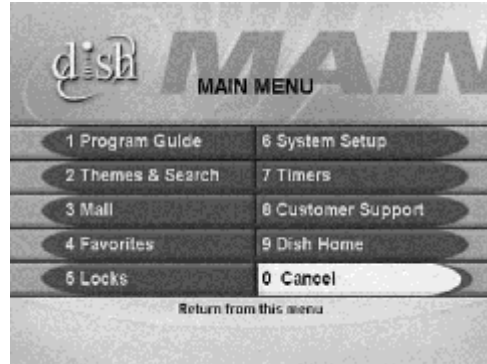 dish
MAIN
MAIN MENU
1 Program Guide
2 Themes & Search
3 Mail
4 Favorites
5 Locks
6 System Setup
7 Timers
8 Customer Support
9 Dish Home
0 Cancel
Return from this menu